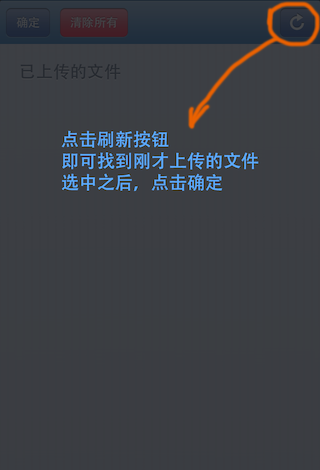 确定 清除所有
已上传的文件
点击刷新按钮
即可找到刚才上传的文件
选中之后，点击确定